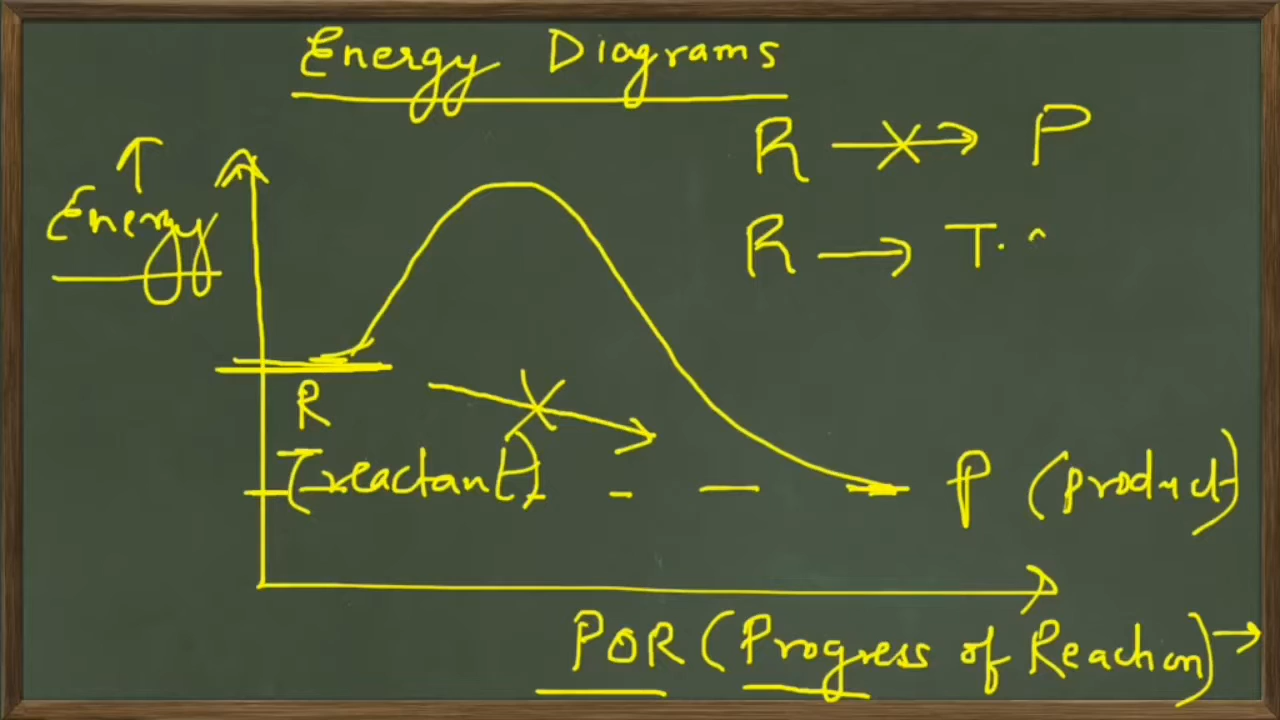 Energy Diagrams
R → P
↑
Energy
R → T.
R
(reactant)
P (product)
POR (Progress of Reaction) →